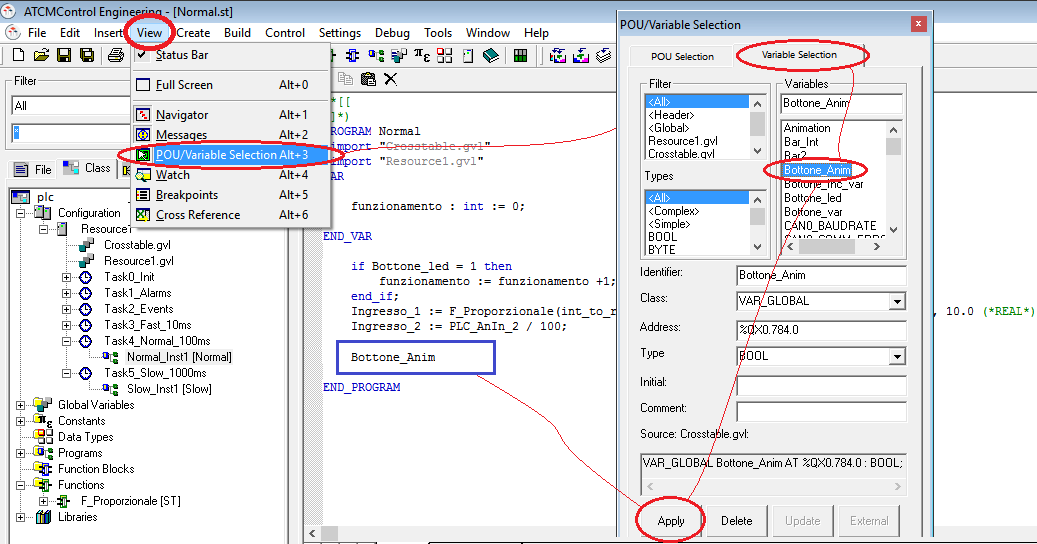 ATCMControl Engineering - [Normal.st]
File Edit Insert View Create Build Control Settings Debug Tools Window Help
Status Bar
Full Screen Alt+0
Navigator Alt+1
Messages Alt+2
POU/Variable Selection Alt+3
Watch Alt+4
Breakpoints Alt+5
Cross Reference Alt+6
Filter
All
*
File Class
plc
Configuration
Resource1
Crosstable.gvl
Resource1.gvl
Task0_Init
Task1_Alarms
Task2_Events
Task3_Fast_10ms
Task4_Normal_100ms
Normal_Inst1 [Normal]
Task5_Slow_1000ms
Slow_Inst1 [Slow]
Global Variables
Constants
Data Types
Programs
Function Blocks
Functions
F_Proporzionale [ST]
Libraries
*[[
]*)
PROGRAM Normal
import "Crosstable.gvl"
import "Resource1.gvl"
VAR
funzionamento : int := 0;
END_VAR
if Bottone_led = 1 then
funzionamento := funzionamento +1;
end_if;
Ingresso_1 := F_Proporzionale(int_to_r , 10.0 (*REAL*)
Ingresso_2 := PLC_AnIn_2 / 100;
Bottone_Anim
END_PROGRAM
POU/Variable Selection
POU Selection Variable Selection
Filter
<All>
<Header>
<Global>
Resource1.gvl
Crosstable.gvl
Types
<All>
<Complex>
<Simple>
BOOL
BYTE
Variables
Bottone_Anim
Animation
Bar_Int
Bar2
Bottone_Anim
Bottone_Inc_Var
Bottone_led
Bottone_var
CAN0_BAUDRATE
CAN0_COMM_ERRO
Identifier: Bottone_Anim
Class: VAR_GLOBAL
Address: %QX0.784.0
Type BOOL
Initial:
Comment:
Source: Crosstable.gvl:
VAR_GLOBAL Bottone_Anim AT %QX0.784.0 : BOOL;
Apply Delete Update External